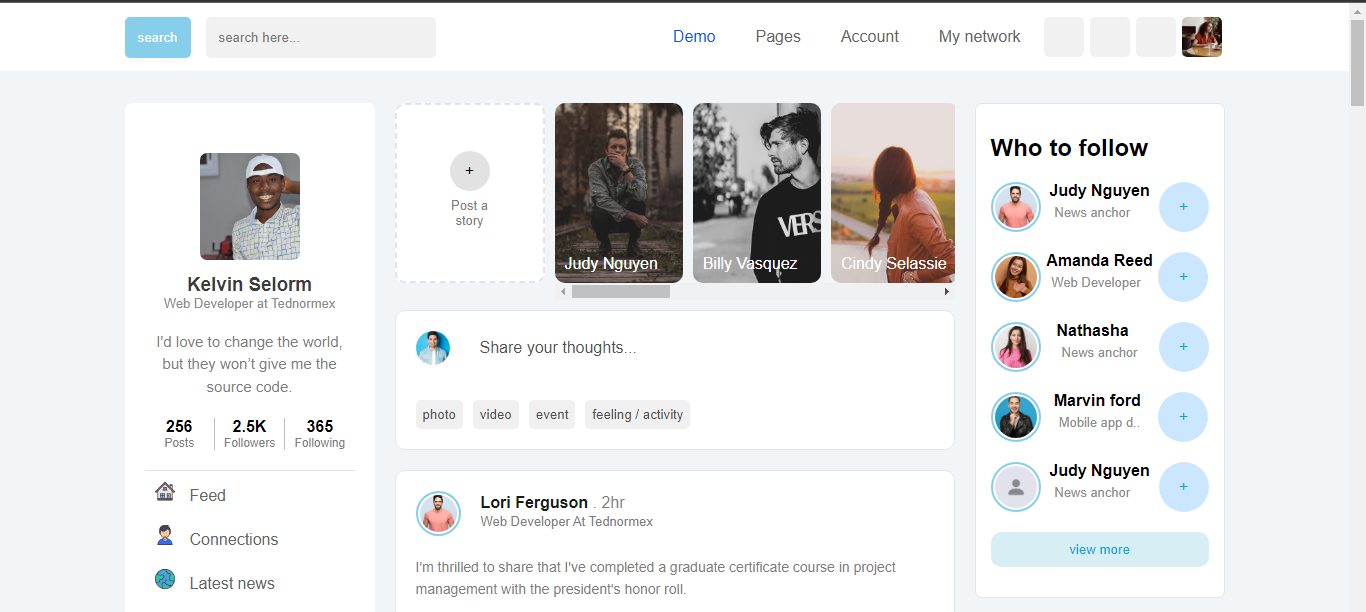 search
search here...
Demo
Pages
Account
My network
Kelvin Selorm
Web Developer at Tednormex
I'd love to change the world,
but they won’t give me the
source code.
256
Posts
2.5K
Followers
365
Following
Feed
Connections
Latest news
+
Post a
story
Judy Nguyen
VERS
Billy Vasquez
Cindy Selassie
Share your thoughts...
photo
video
event
feeling / activity
Lori Ferguson . 2hr
Web Developer At Tednormex
I'm thrilled to share that I've completed a graduate certificate course in project
management with the president's honor roll.
Who to follow
Judy Nguyen
News anchor
+
Amanda Reed
Web Developer
+
Nathasha
News anchor
+
Marvin ford
Mobile app d..
+
Judy Nguyen
News anchor
+
view more